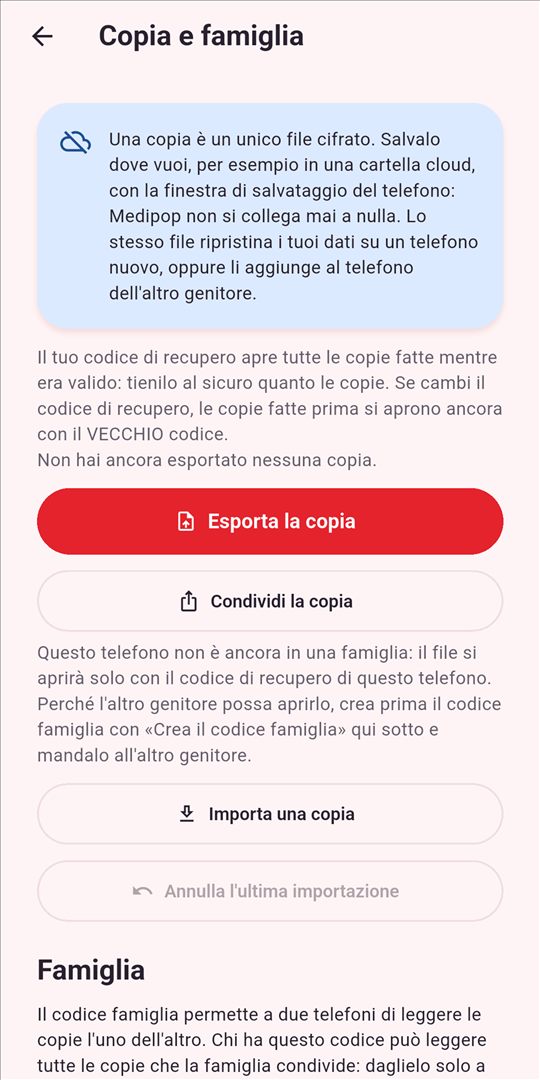 Copia e famiglia
Una copia è un unico file cifrato. Salvalo
dove vuoi, per esempio in una cartella cloud,
con la finestra di salvataggio del telefono:
Medipop non si collega mai a nulla. Lo
stesso file ripristina i tuoi dati su un telefono
nuovo, oppure li aggiunge al telefono
dell'altro genitore.
Il tuo codice di recupero apre tutte le copie fatte mentre
era valido: tienilo al sicuro quanto le copie. Se cambi il
codice di recupero, le copie fatte prima si aprono ancora
con il VECCHIO codice.
Non hai ancora esportato nessuna copia.
Esporta la copia
Condividi la copia
Questo telefono non è ancora in una famiglia: il file si
aprirà solo con il codice di recupero di questo telefono.
Perché l'altro genitore possa aprirlo, crea prima il codice
famiglia con «Crea il codice famiglia» qui sotto e
mandalo all'altro genitore.
Importa una copia
Annulla l'ultima importazione
Famiglia
Il codice famiglia permette a due telefoni di leggere le
copie l'uno dell'altro. Chi ha questo codice può leggere
tutte le copie che la famiglia condivide: daglielo solo a